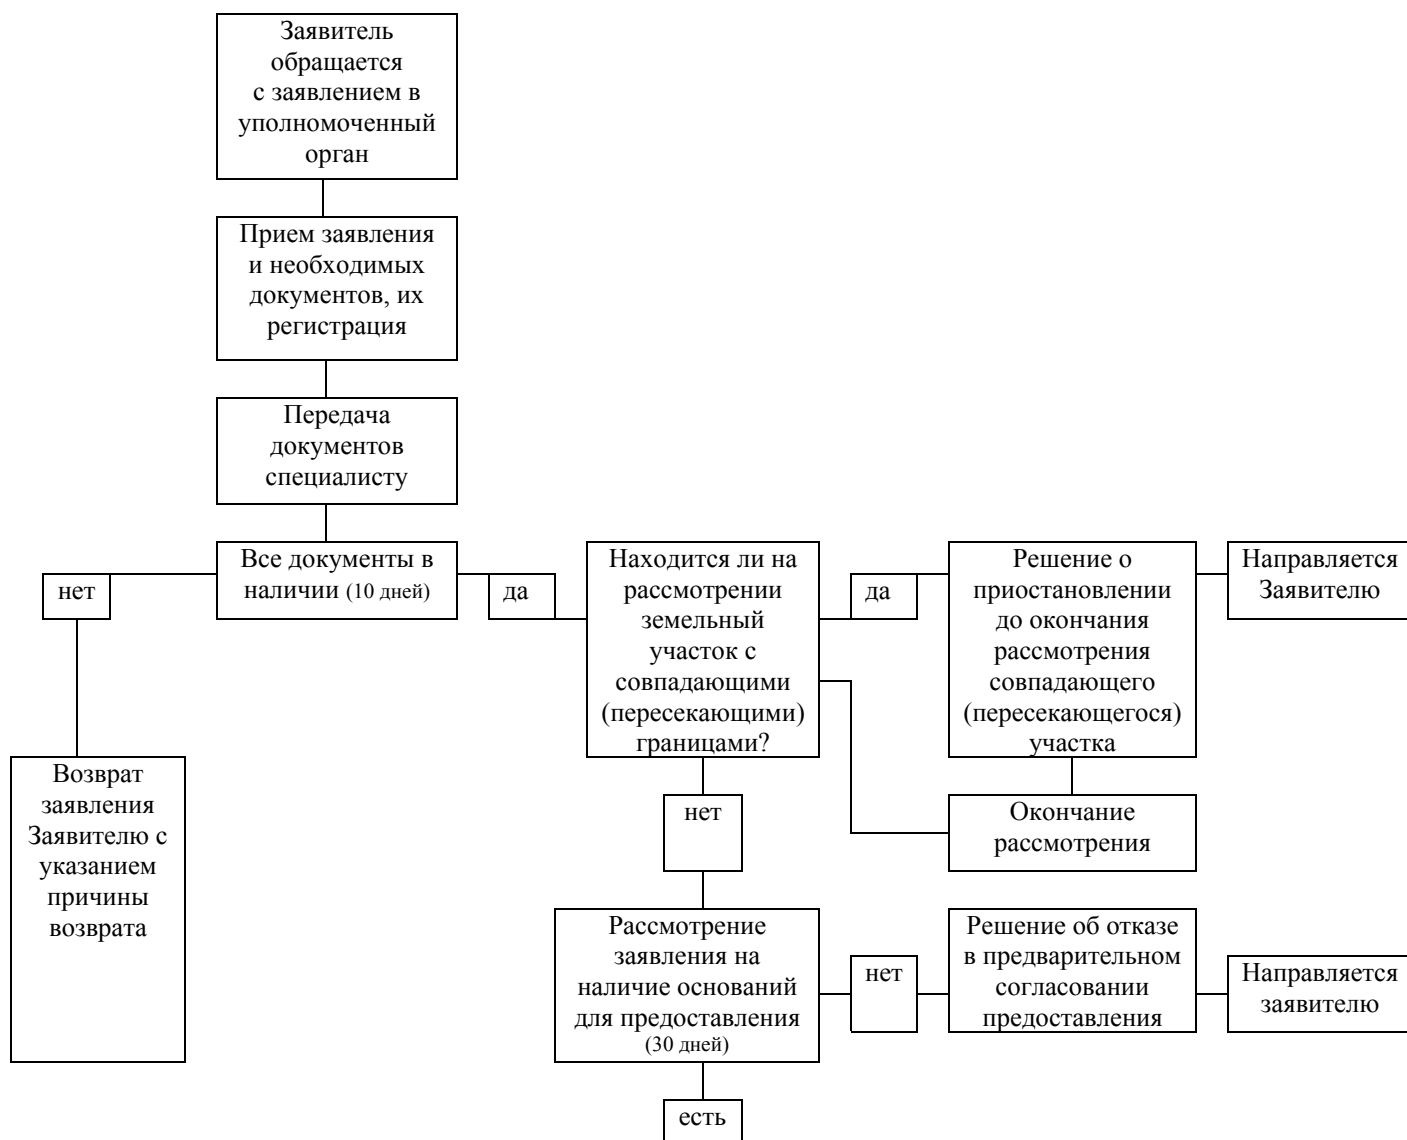 Заявитель
обращается
с заявлением в
уполномоченный
орган
Прием заявления
и необходимых
документов, их
регистрация
Передача
документов
специалисту
Все документы в
наличии (10 дней)
нет
да
Находится ли на
рассмотрении
земельный
участок с
совпадающими
(пересекающими)
границами?
да
Решение о
приостановлении
до окончания
рассмотрения
совпадающего
(пересекающегося)
участка
Направляется
Заявителю
Возврат
заявления
Заявителю с
указанием
причины
возврата
нет
Окончание
рассмотрения
Рассмотрение
заявления на
наличие оснований
для предоставления
(30 дней)
нет
Решение об отказе
в предварительном
согласовании
предоставления
Направляется
заявителю
есть